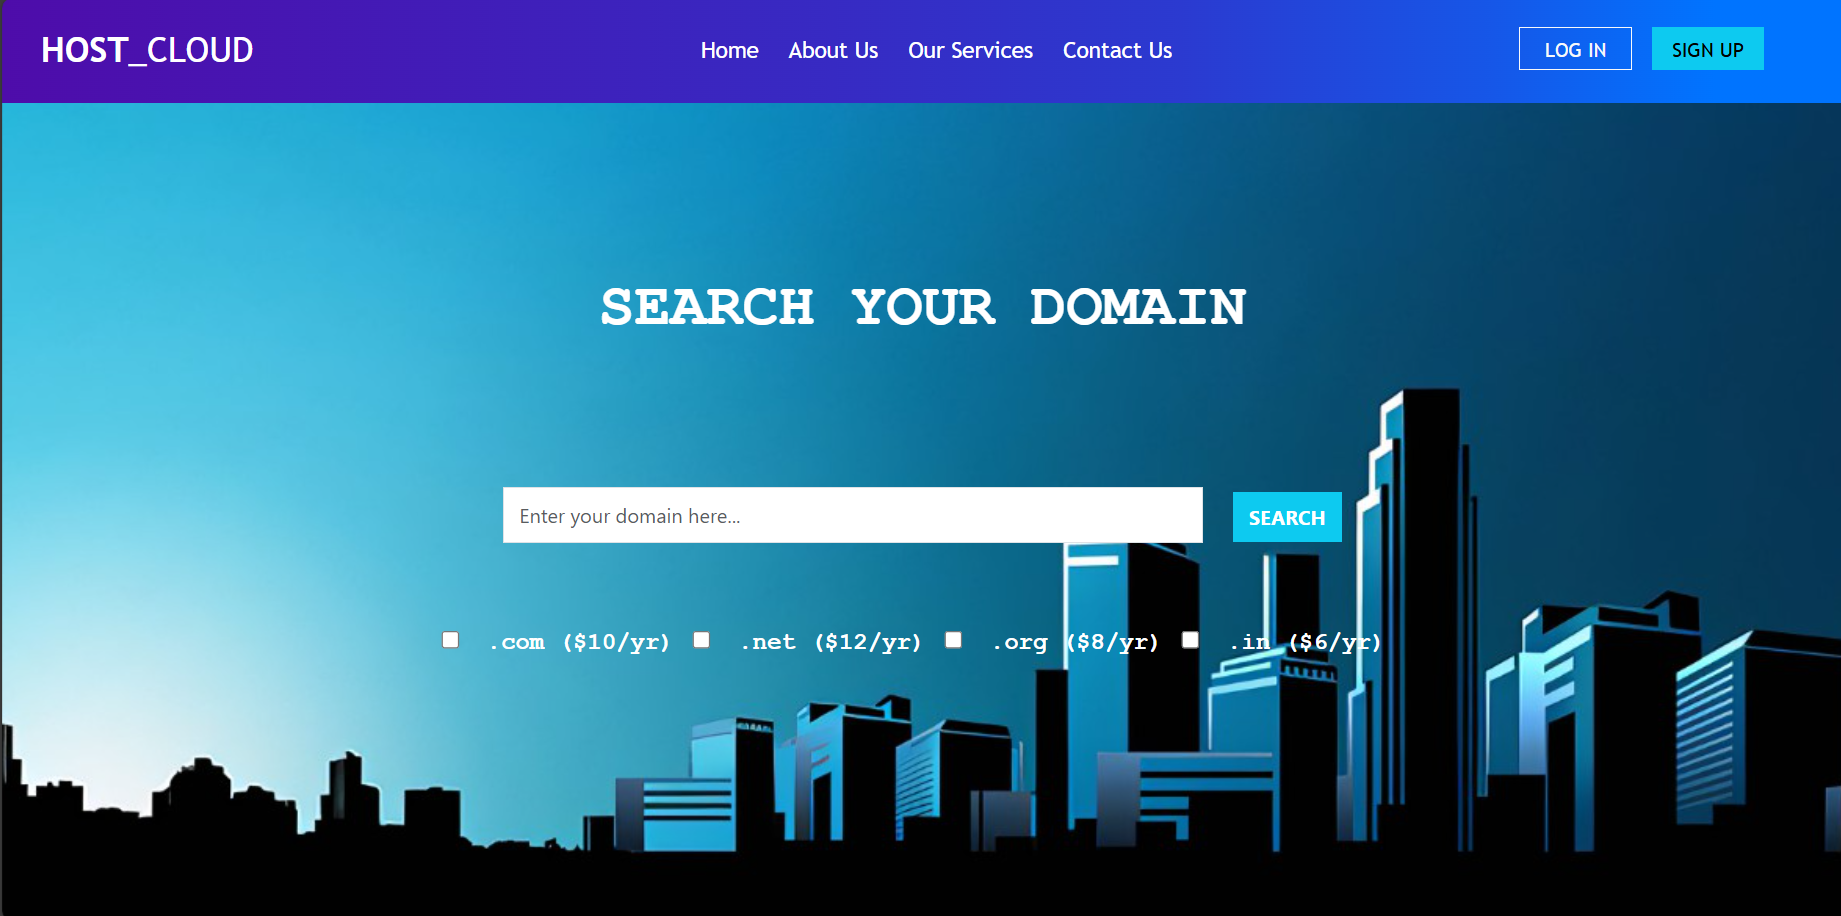 HOST_CLOUD Home About Us Our Services Contact Us LOG IN SIGN UP
SEARCH YOUR DOMAIN
Enter your domain here... SEARCH
.com ($10/yr) .net ($12/yr) .org ($8/yr) .in ($6/yr)